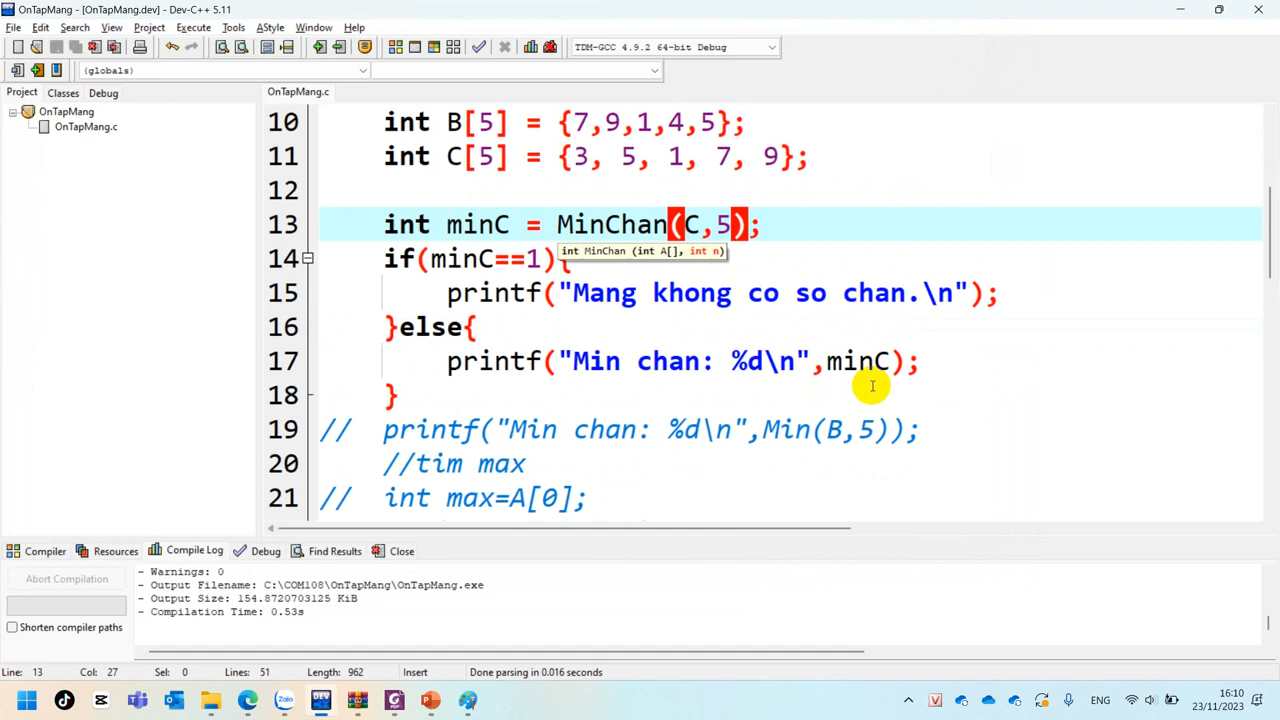 OnTapMang - [OnTapMang.dev] - Dev-C++ 5.11
File Edit Search View Project Execute Tools AStyle Window Help
TDM-GCC 4.9.2 64-bit Debug
(globals)
Project Classes Debug
OnTapMang.c
OnTapMang
OnTapMang.c
10 int B[5] = {7,9,1,4,5};
11 int C[5] = {3, 5, 1, 7, 9};
12
13 int minC = MinChan(C,5);
int MinChan (int A[], int n)
14 if(minC==1){
15 printf("Mang khong co so chan.\n");
16 }else{
17 printf("Min chan: %d\n",minC);
18 }
19 // printf("Min chan: %d\n",Min(B,5));
20 //tim max
21 // int max=A[0];
Compiler Resources Compile Log Debug Find Results Close
Abort Compilation
Shorten compiler paths
- Warnings: 0
- Output Filename: C:\COM108\OnTapMang\OnTapMang.exe
- Output Size: 154.8720703125 KiB
- Compilation Time: 0.53s
Line: 13 Col: 27 Sel: 0 Lines: 51 Length: 962 Insert Done parsing in 0.016 seconds
Zalo
DEV
V
ENG
16:10
23/11/2023